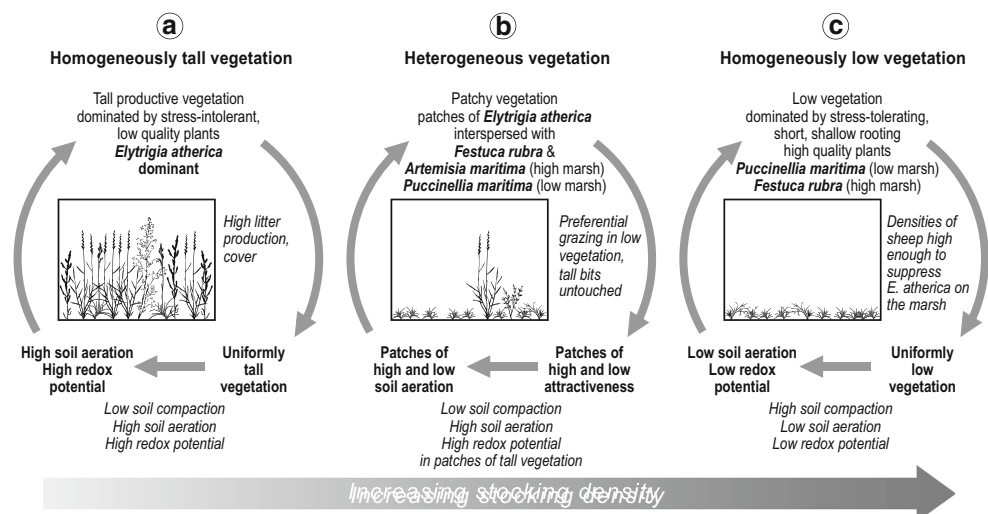 a
Homogeneously tall vegetation
Tall productive vegetation
dominated by stress-intolerant,
low quality plants
Elytrigia atherica
dominant
High litter
production,
cover
High soil aeration
High redox
potential
Uniformly
tall
vegetation
Low soil compaction
High soil aeration
High redox potential
b
Heterogeneous vegetation
Patchy vegetation
patches of Elytrigia atherica
interspersed with
Festuca rubra &
Artemisia maritima (high marsh)
Puccinellia maritima (low marsh)
Preferential
grazing in low
vegetation,
tall bits
untouched
Patches of
high and low
soil aeration
Patches of
high and low
attractiveness
Low soil compaction
High soil aeration
High redox potential
in patches of tall vegetation
c
Homogeneously low vegetation
Low vegetation
dominated by stress-tolerating,
short, shallow rooting
high quality plants
Puccinellia maritima (low marsh)
Festuca rubra (high marsh)
Densities of
sheep high
enough to
suppress
E. atherica on
the marsh
Low soil aeration
Low redox
potential
Uniformly
low
vegetation
High soil compaction
Low soil aeration
Low redox potential
Increasing stocking density